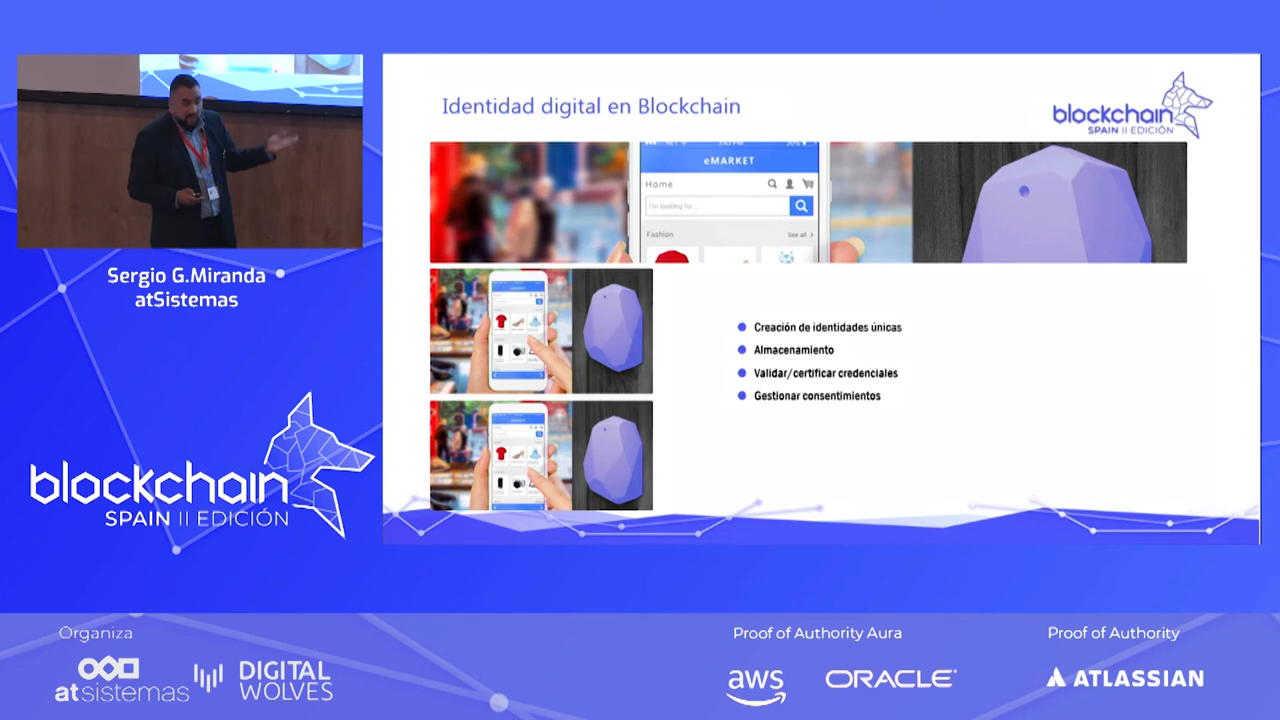 Sergio G.Miranda
atSistemas
blockchain
SPAIN II EDICIÓN
Identidad digital en Blockchain
blockchain
SPAIN II EDICIÓN
eMARKET
Home
I'm looking for...
Fashion
See all
Creación de identidades únicas
Almacenamiento
Validar/certificar credenciales
Gestionar consentimientos
Organiza
atsistemas
DIGITAL
WOLVES
Proof of Authority Aura
aws
ORACLE
Proof of Authority
ATLASSIAN